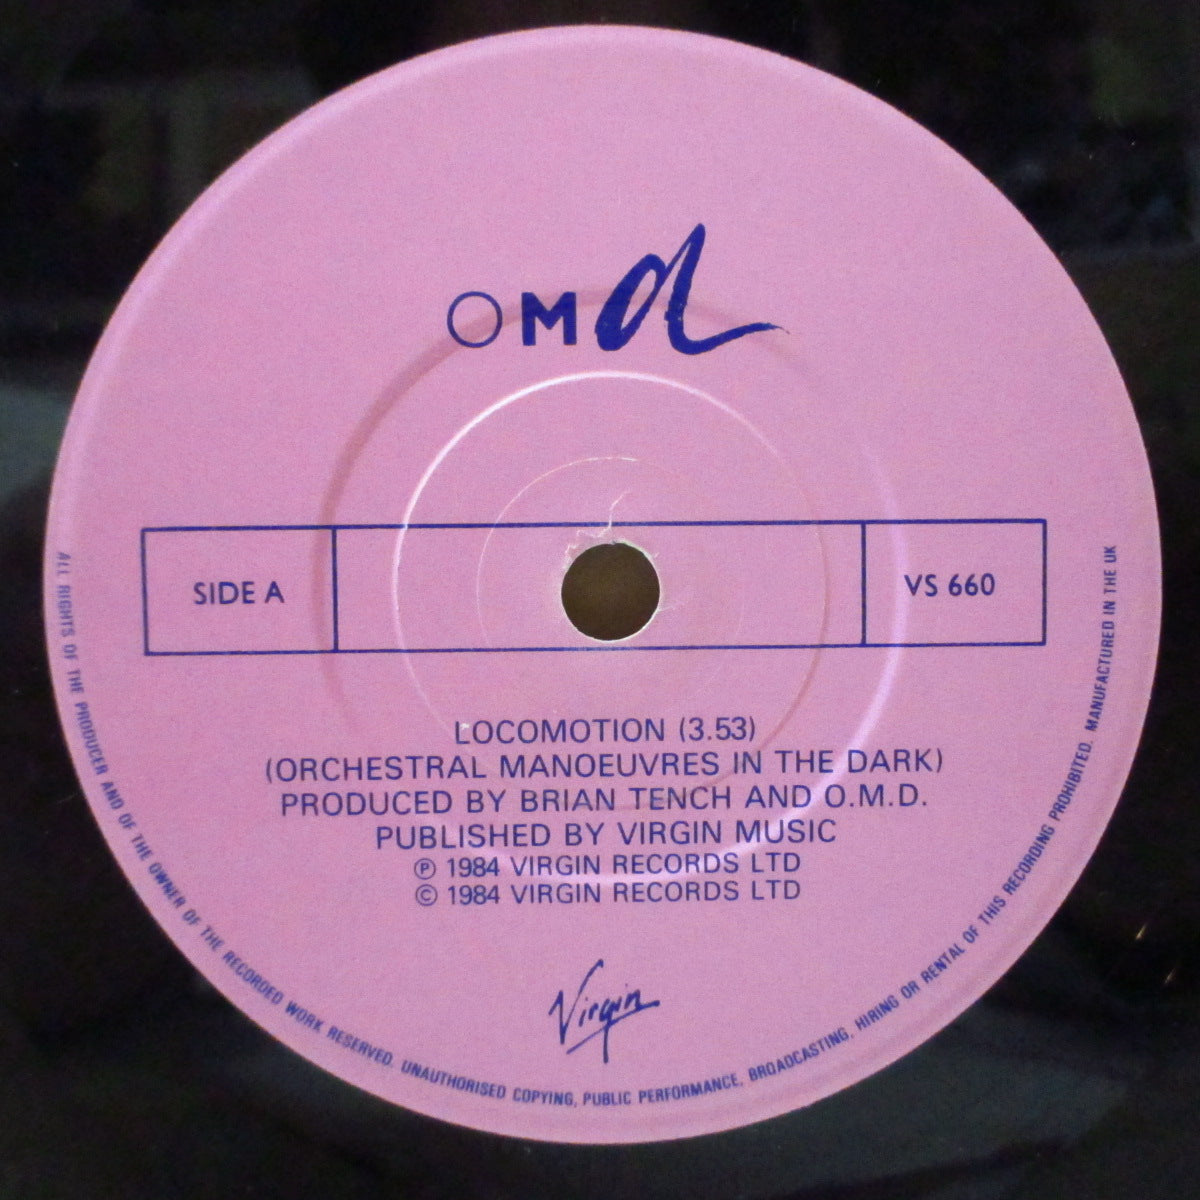 OMd
SIDE A
VS 660
LOCOMOTION (3.53)
(ORCHESTRAL MANOEUVRES IN THE DARK)
PRODUCED BY BRIAN TENCH AND O.M.D.
PUBLISHED BY VIRGIN MUSIC
℗ 1984 VIRGIN RECORDS LTD
© 1984 VIRGIN RECORDS LTD
Virgin
ALL RIGHTS OF THE PRODUCER AND OF THE OWNER OF THE RECORDED WORK RESERVED. UNAUTHORISED COPYING, PUBLIC PERFORMANCE, BROADCASTING, HIRING OR RENTAL OF THIS RECORDING PROHIBITED. MANUFACTURED IN THE UK